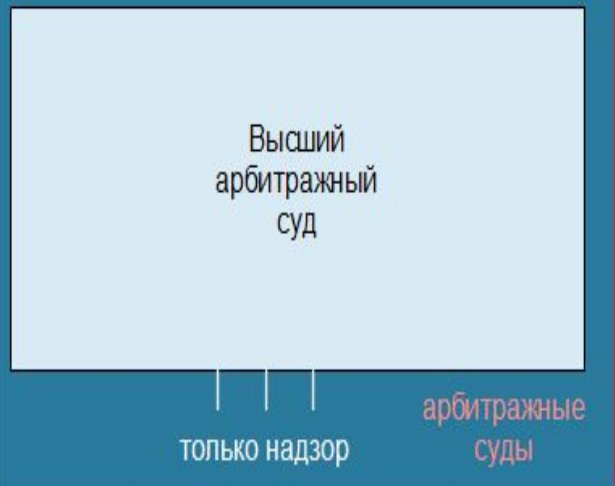 Высший
арбитражный
суд
арбитражные
только надзор
суды